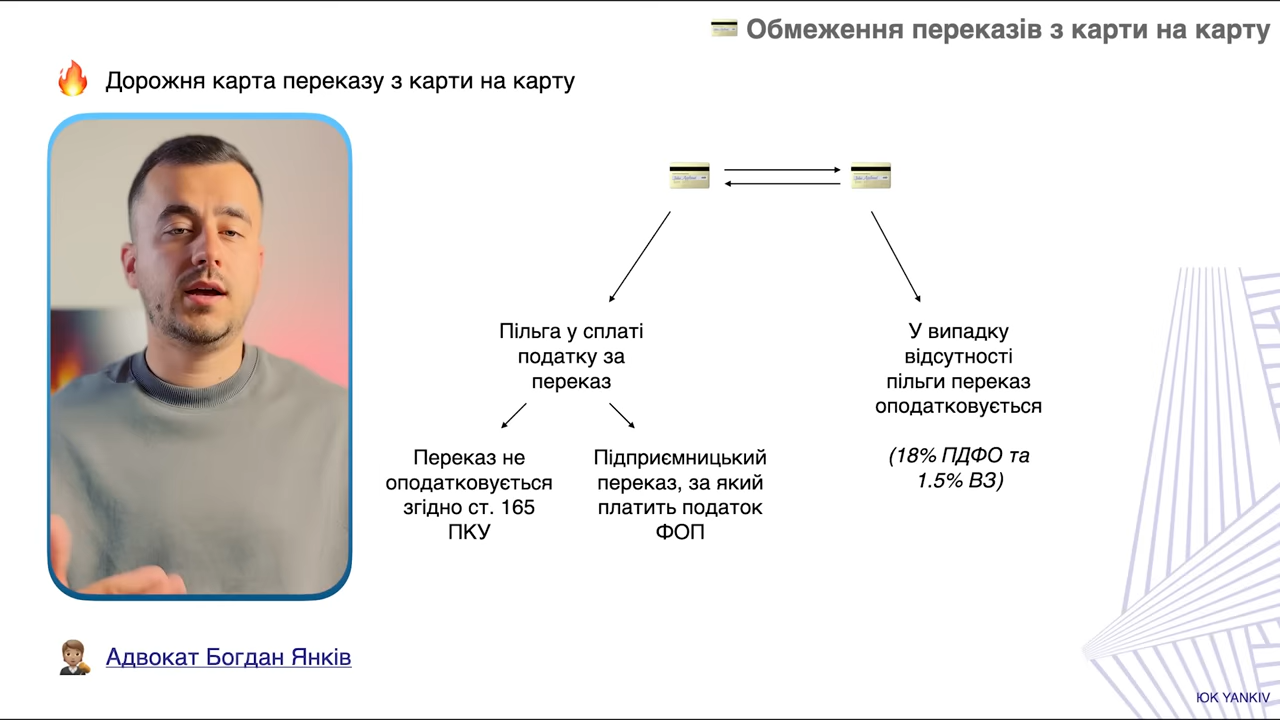 Обмеження переказів з карти на карту
Дорожня карта переказу з карти на карту
Пільга у сплаті
податку за
переказ
У випадку
відсутності
пільги переказ
оподатковується
(18% ПДФО та
1.5% ВЗ)
Переказ не
оподатковується
згідно ст. 165
ПКУ
Підприємницький
переказ, за який
платить податок
ФОП
Адвокат Богдан Янків
ЮК YANKIV